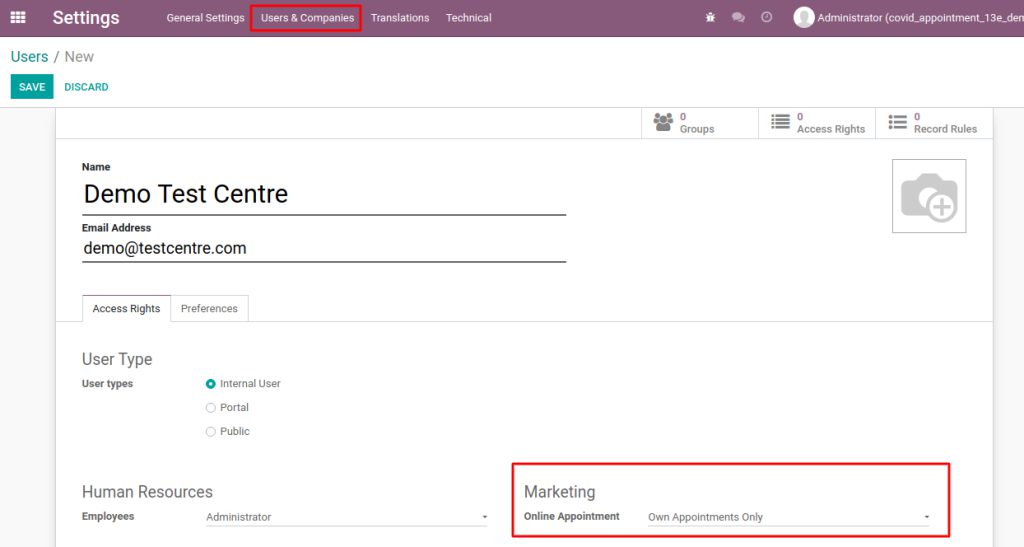 Settings General Settings Users & Companies Translations Technical Administrator (covid_appointment_13e_dem
Users / New
SAVE DISCARD
0 Groups 0 Access Rights 0 Record Rules
Name
Demo Test Centre
Email Address
demo@testcentre.com
Access Rights Preferences
User Type
User types Internal User
Portal
Public
Human Resources Marketing
Employees Administrator Online Appointment Own Appointments Only